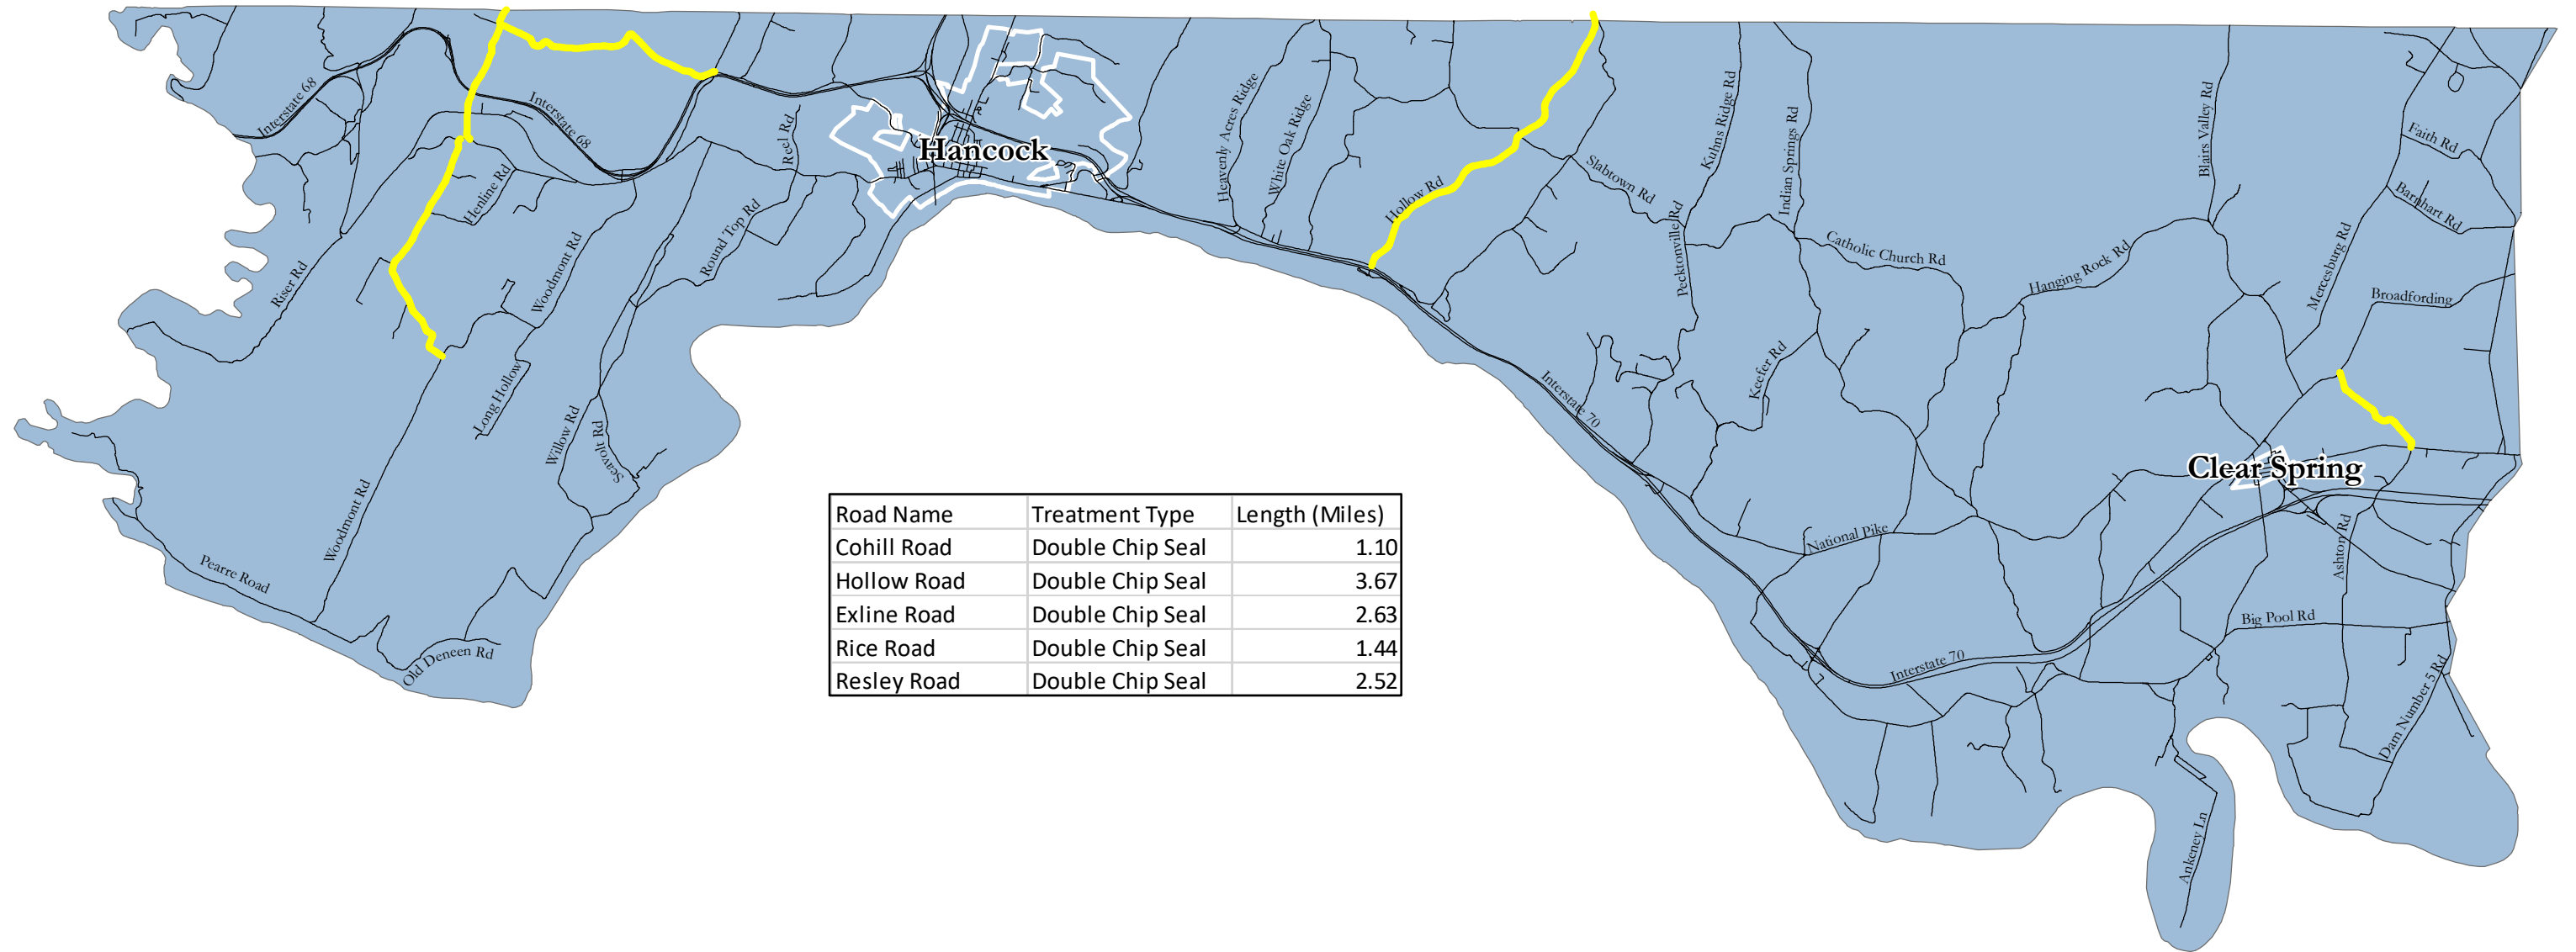 Interstate 68
Interstate 68
Reel Rd
Hancock
Heavenly Acres Ridge
White Oak Ridge
Hollow Rd
Slabtown Rd
Kuhns Ridge Rd
Indian Springs Rd
Blairs Valley Rd
Faith Rd
Barnhart Rd
Henline Rd
Riser Rd
Woodmont Rd
Round Top Rd
Pecktonville Rd
Catholic Church Rd
Hanging Rock Rd
Mercesburg Rd
Broadfording
Long Hollow
Willow Rd
Seavolt Rd
Interstate 70
Keefer Rd
Clear Spring
Woodmont Rd
Pearre Road
Old Deneen Rd
National Pike
Ashton Rd
Big Pool Rd
Interstate 70
Dam Number 5 Rd
Ankeney Ln
Road Name Treatment Type Length (Miles)
Cohill Road Double Chip Seal 1.10
Hollow Road Double Chip Seal 3.67
Exline Road Double Chip Seal 2.63
Rice Road Double Chip Seal 1.44
Resley Road Double Chip Seal 2.52